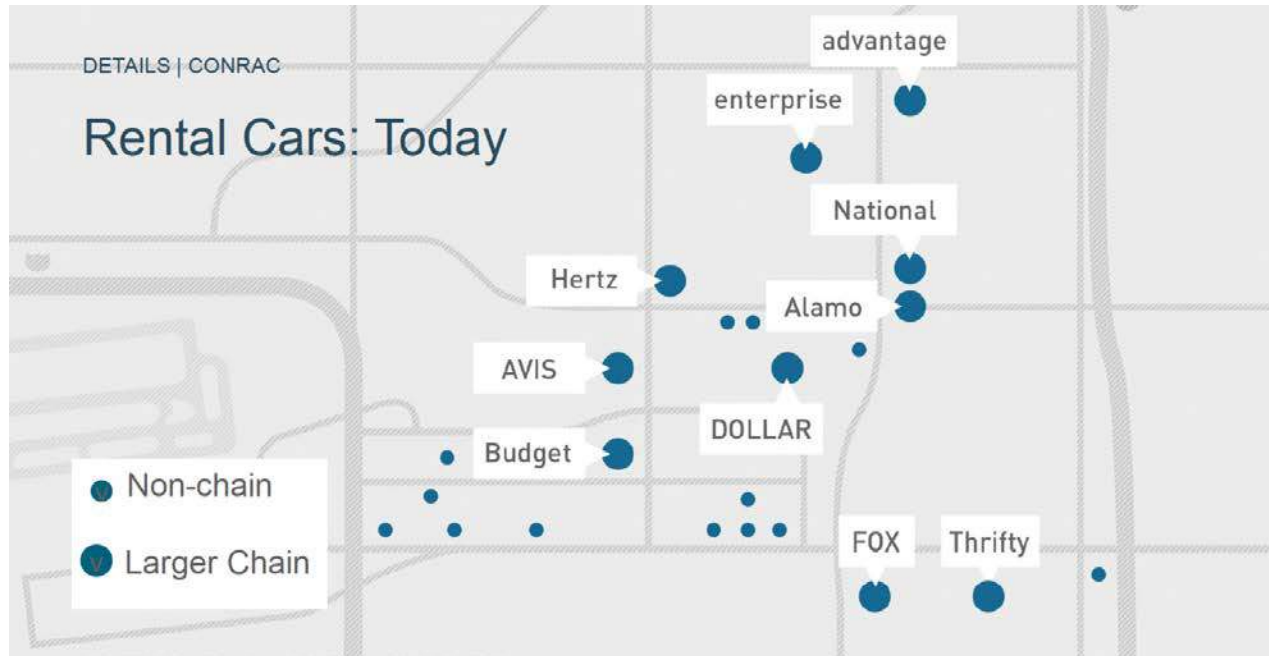 DETAILS | CONRAC
Rental Cars: Today
advantage
enterprise
National
Hertz
Alamo
AVIS
DOLLAR
Budget
v Non-chain
v Larger Chain
FOX
Thrifty